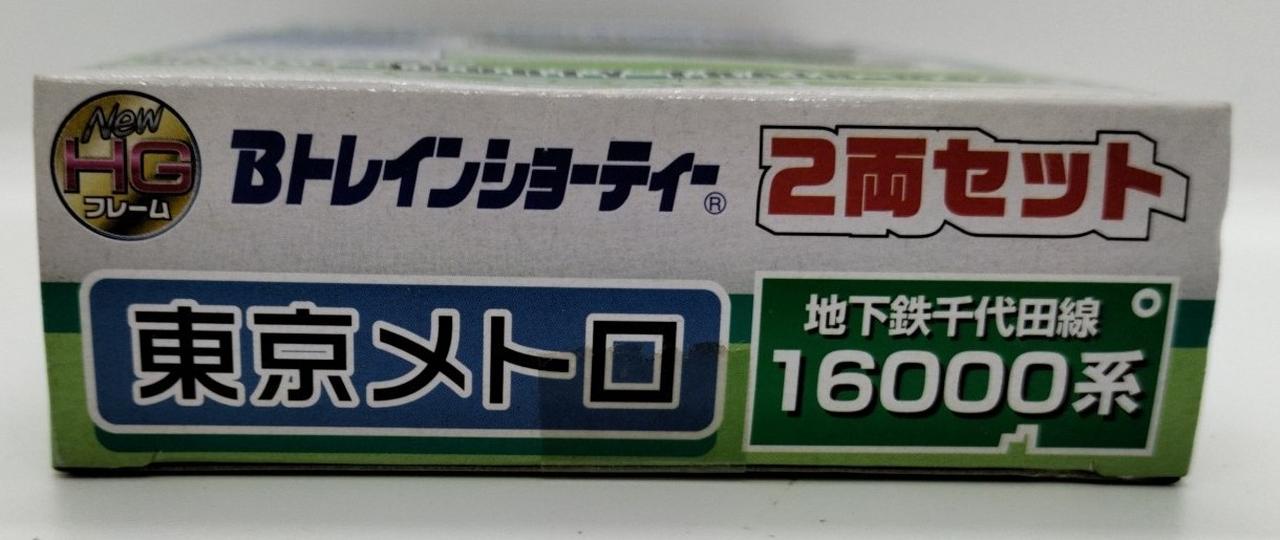 New
HG
フレーム
Bトレインショーティー®
2両セット
東京メトロ
地下鉄千代田線
16000系